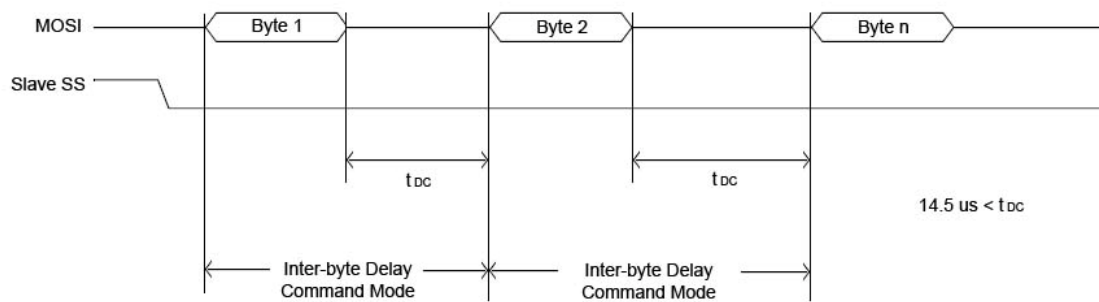 MOSI
Byte 1
Byte 2
Byte n
Slave SS
t DC
t DC
14.5 us < t DC
Inter-byte Delay
Command Mode
Inter-byte Delay
Command Mode